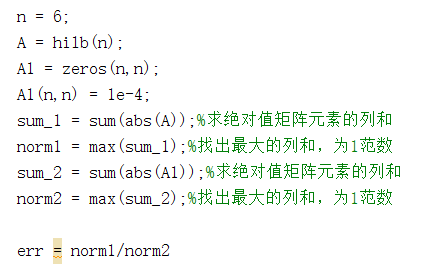 n = 6;
A = hilb(n);
A1 = zeros(n,n);
A1(n,n) = 1e-4;
sum_1 = sum(abs(A));%求绝对值矩阵元素的列和
norm1 = max(sum_1);%找出最大的列和，为1范数
sum_2 = sum(abs(A1));%求绝对值矩阵元素的列和
norm2 = max(sum_2);%找出最大的列和，为1范数
err = norm1/norm2